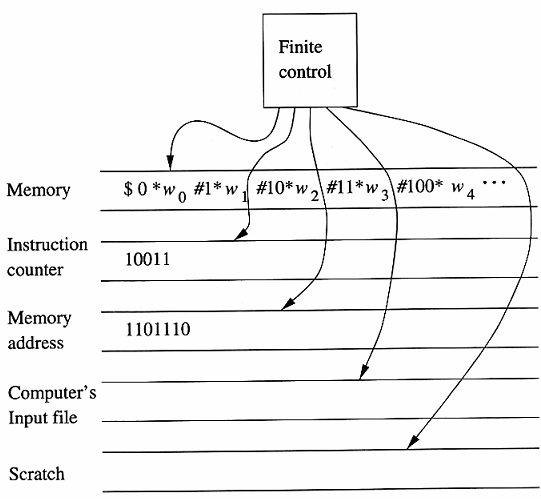 Finite
control
Memory
$ 0 * w0 #1* w1 #10* w2 #11* w3 #100* w4 ···
Instruction
counter
10011
Memory
address
1101110
Computer's
Input file
Scratch